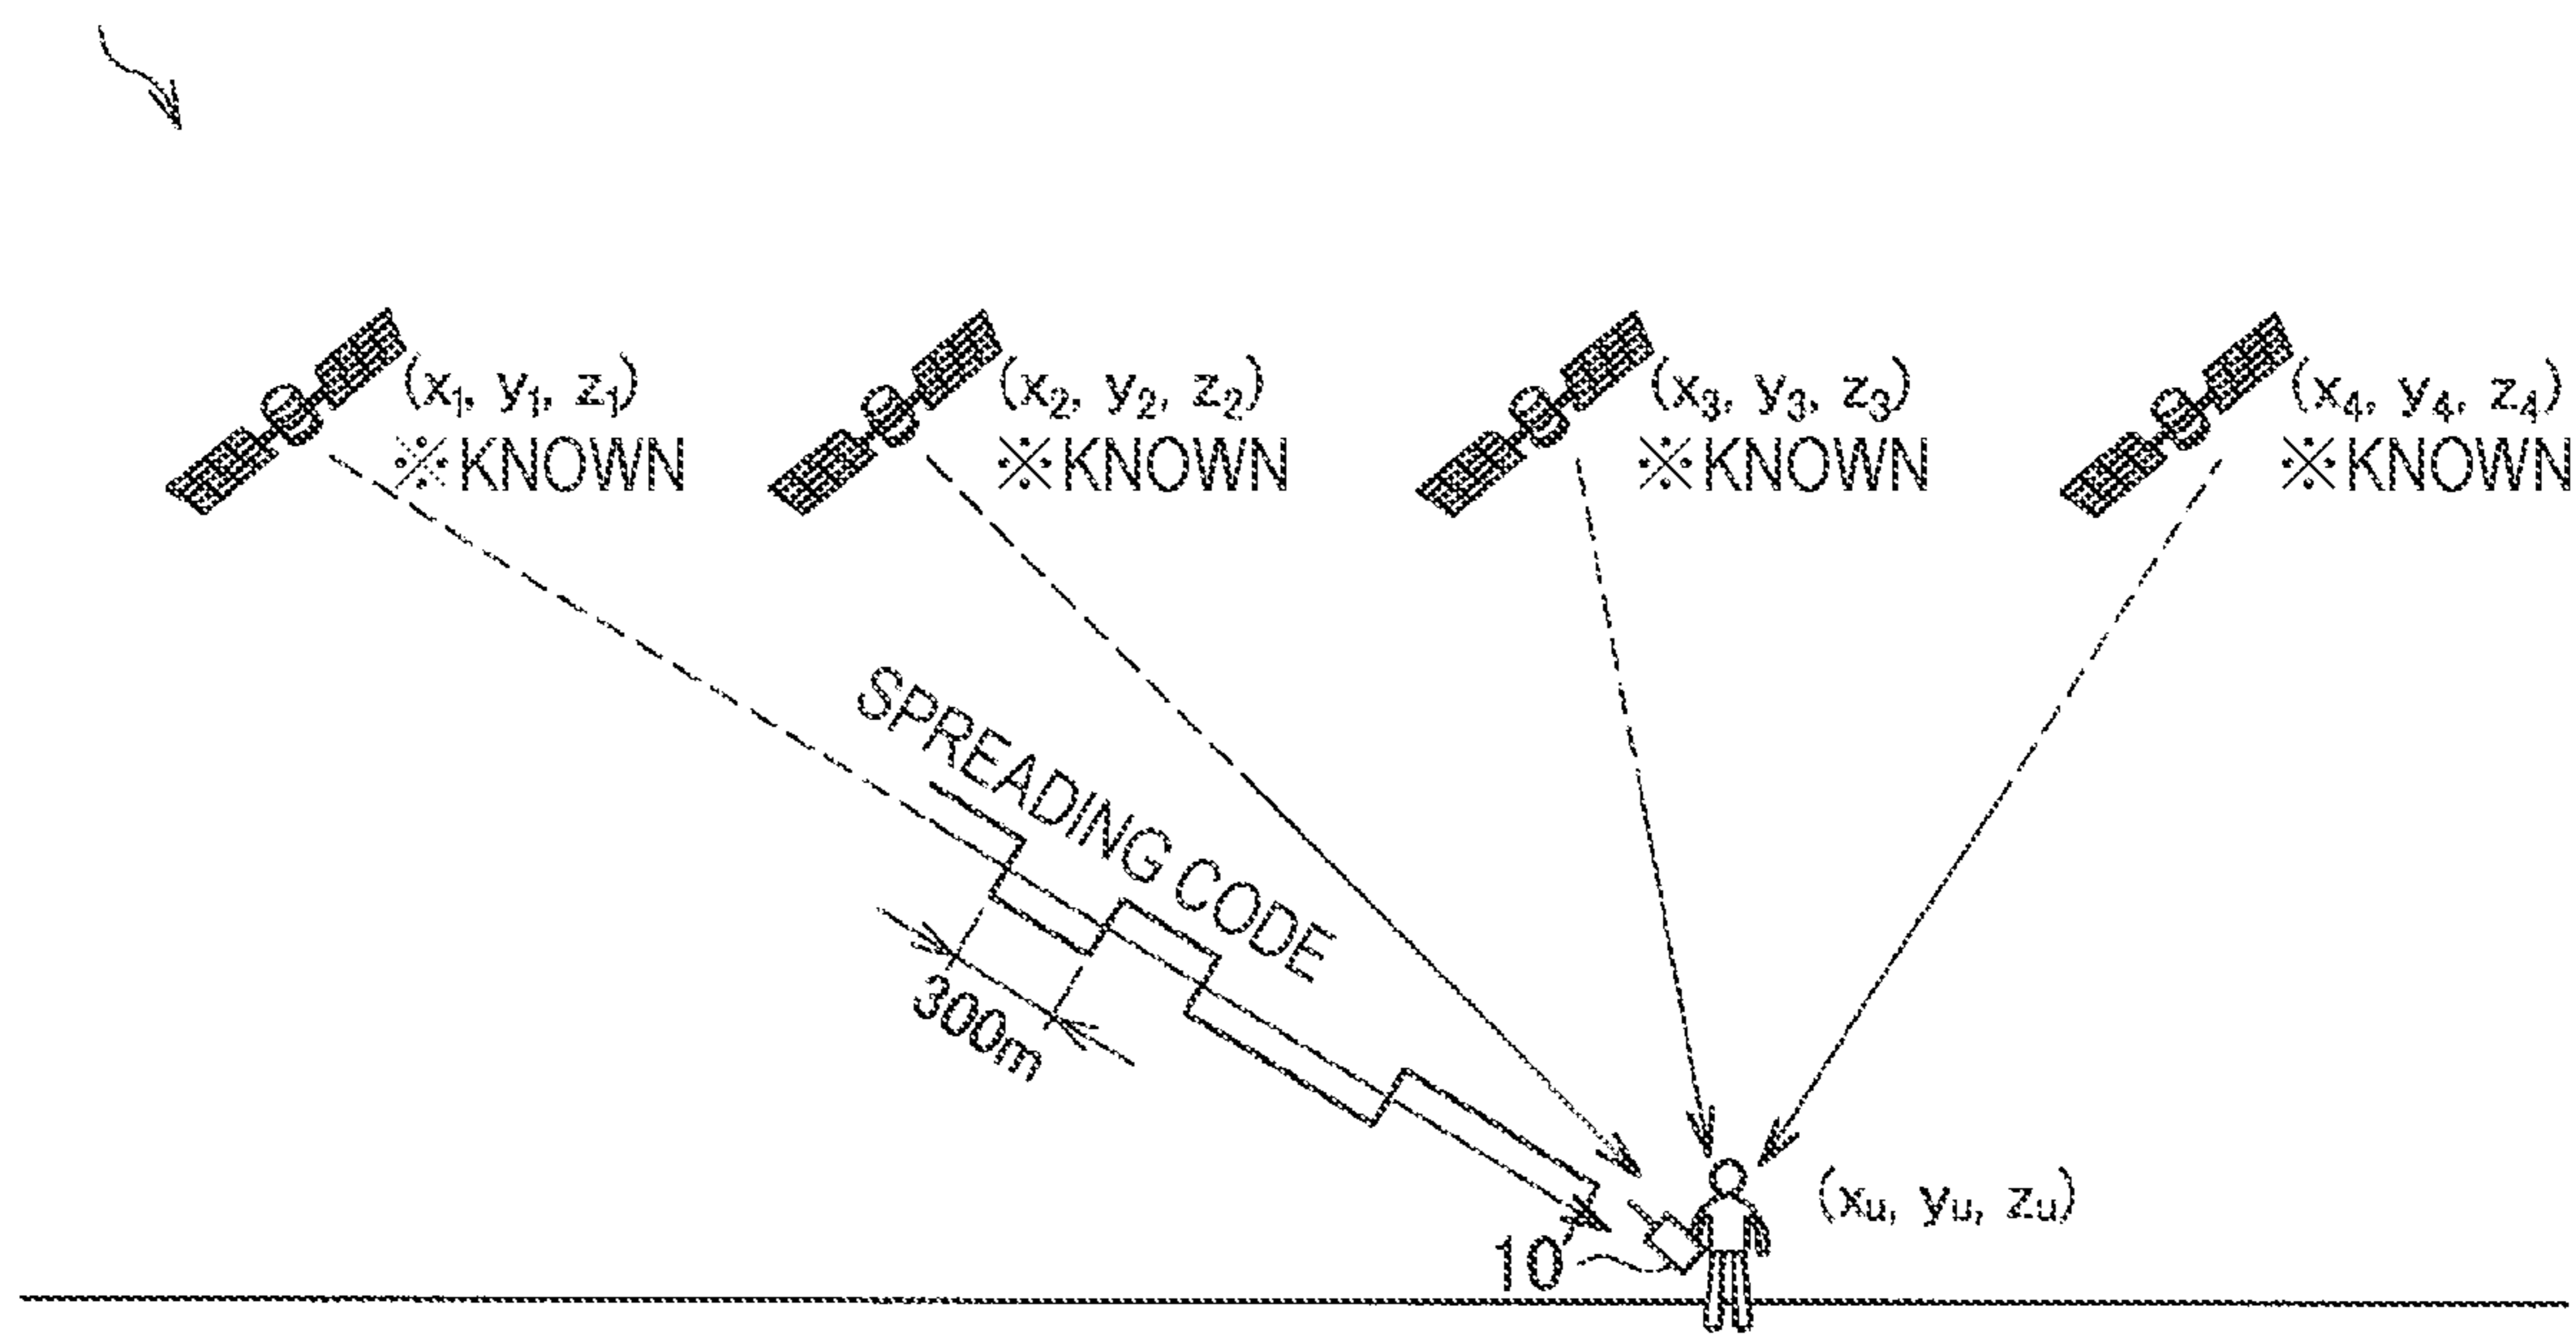 (x₁, y₁, z₁)
※KNOWN
(x₂, y₂, z₂)
※KNOWN
(x₃, y₃, z₃)
※KNOWN
(x₄, y₄, z₄)
※KNOWN
SPREADING CODE
300m
(xu, yu, zu)
10